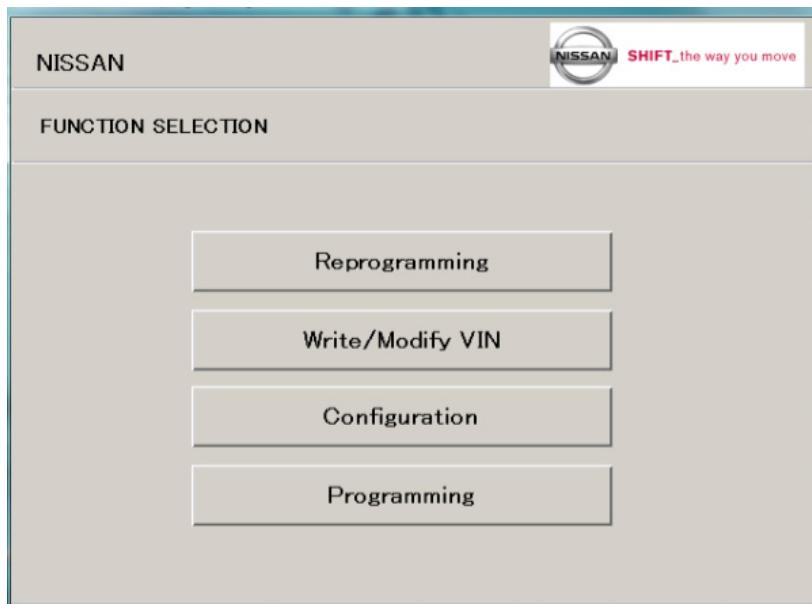 NISSAN
NISSAN SHIFT_the way you move
FUNCTION SELECTION
Reprogramming
Write/Modify VIN
Configuration
Programming